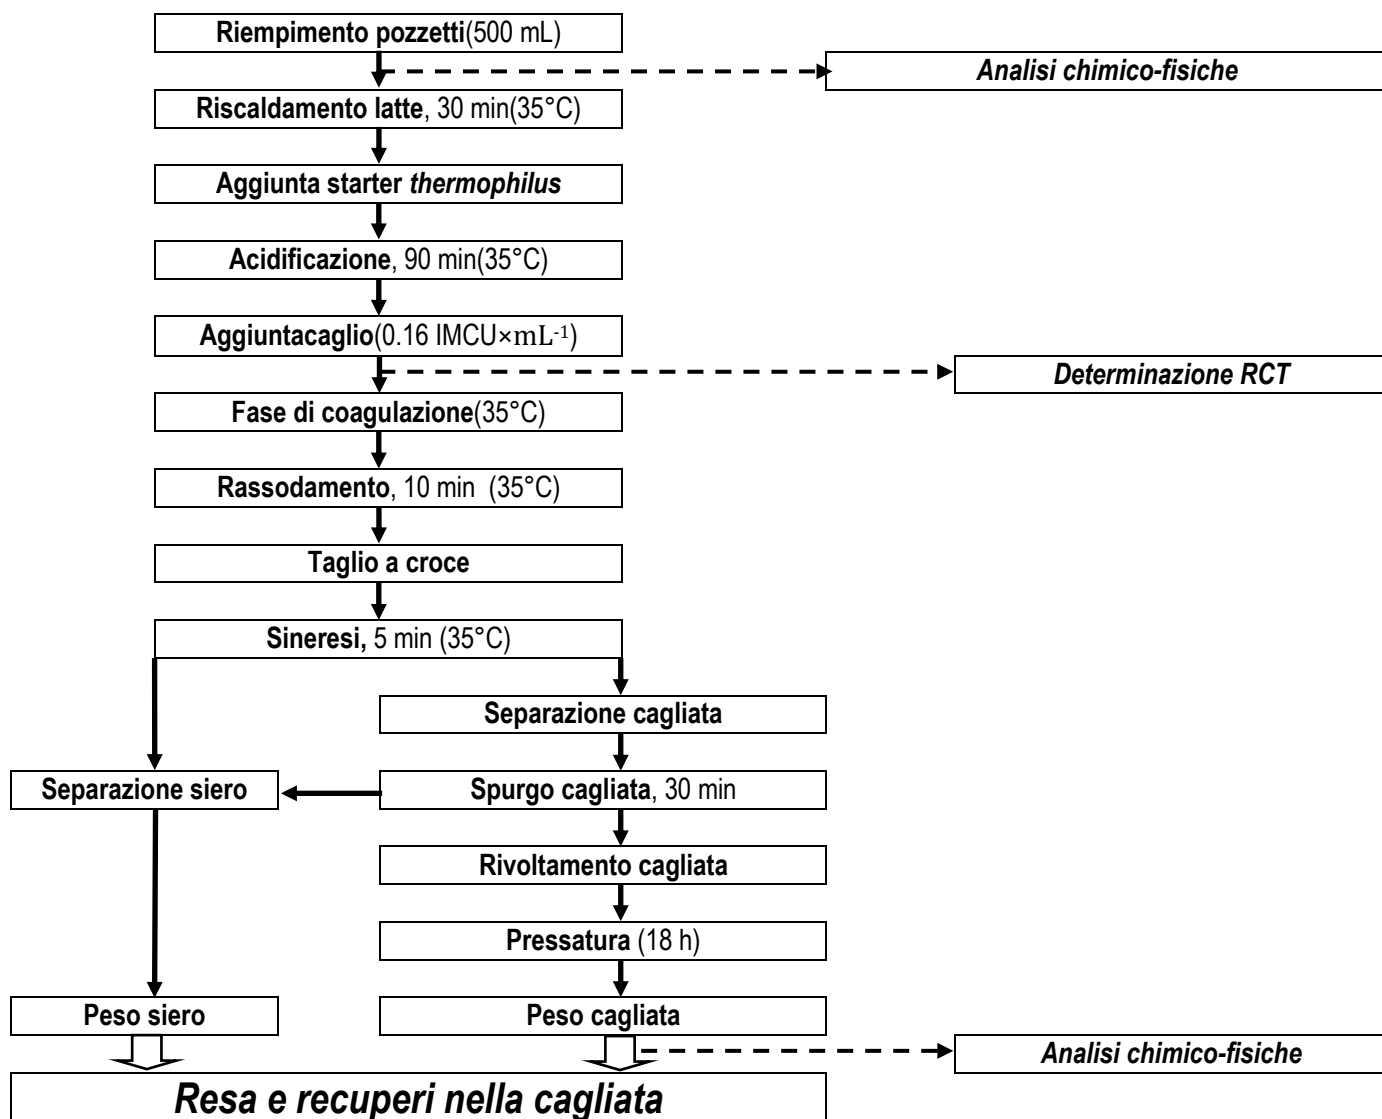 Riempimento pozzetti(500 mL)
Analisi chimico-fisiche
Riscaldamento latte, 30 min(35°C)
Aggiunta starter thermophilus
Acidificazione, 90 min(35°C)
Aggiuntacaglio(0.16 IMCU×mL-1)
Determinazione RCT
Fase di coagulazione(35°C)
Rassodamento, 10 min (35°C)
Taglio a croce
Sineresi, 5 min (35°C)
Separazione cagliata
Separazione siero
Spurgo cagliata, 30 min
Rivoltamento cagliata
Pressatura (18 h)
Peso siero
Peso cagliata
Analisi chimico-fisiche
Resa e recuperi nella cagliata